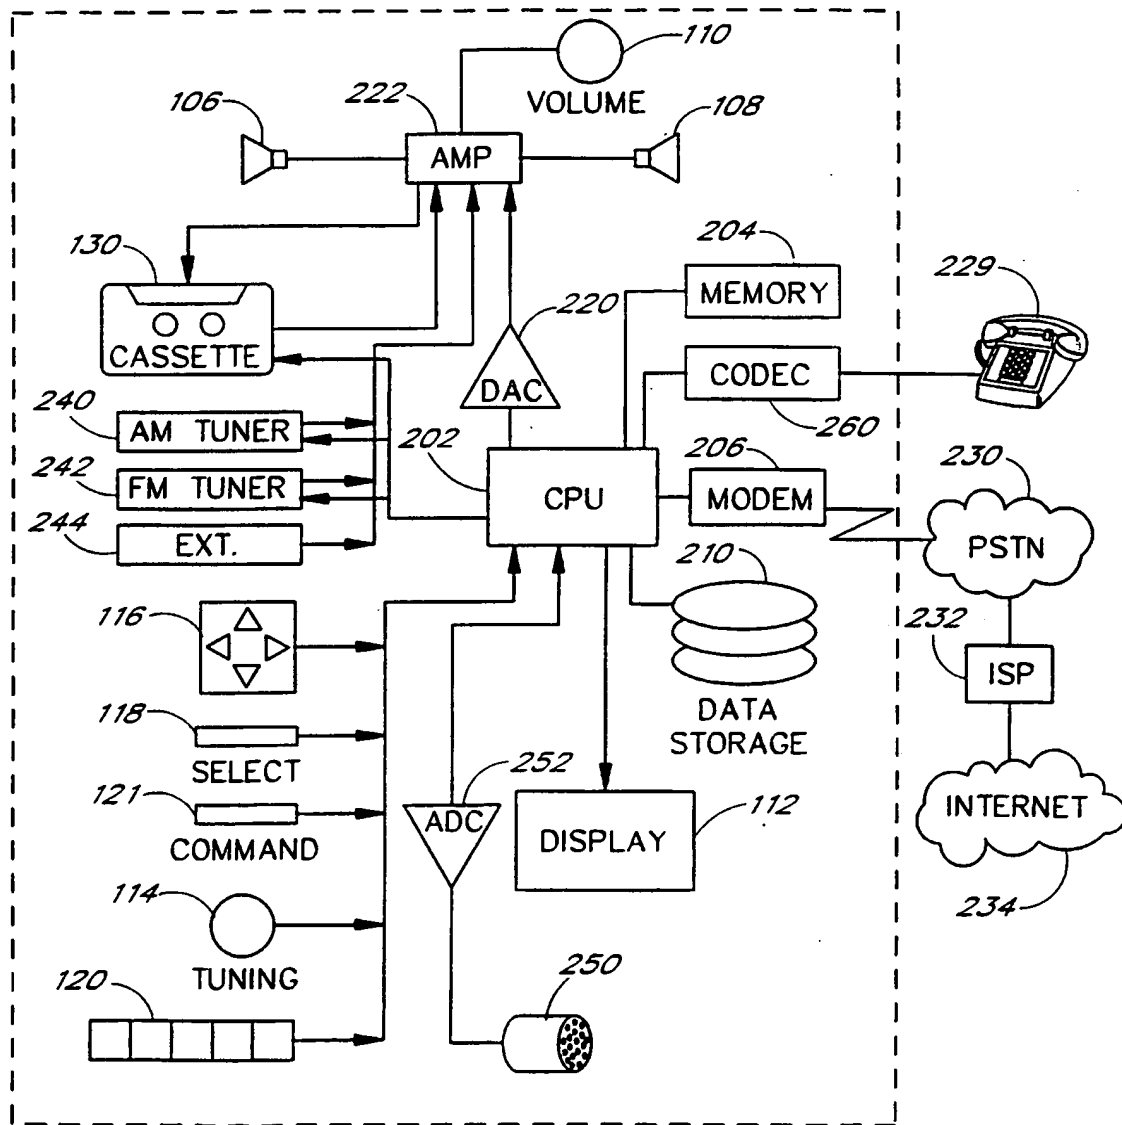 110
VOLUME
106
222
108
AMP
130
204
229
MEMORY
220
CASSETTE
DAC
CODEC
240
AM TUNER
260
202
206
230
242
FM TUNER
CPU
MODEM
PSTN
244
EXT.
210
116
232
ISP
118
DATA
STORAGE
SELECT
252
121
ADC
112
INTERNET
COMMAND
DISPLAY
114
234
TUNING
120
250